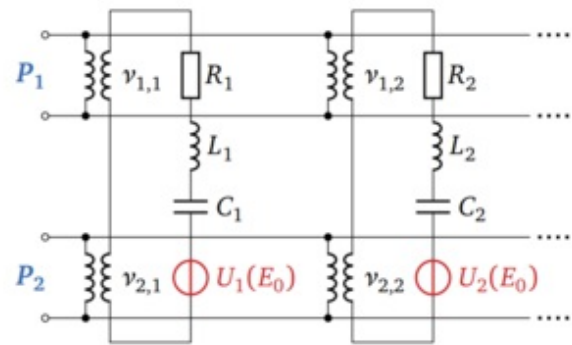 P₁ ν₁,₁ R₁ ν₁,₂ R₂
L₁ L₂
C₁ C₂
P₂ ν₂,₁ U₁(E₀) ν₂,₂ U₂(E₀)